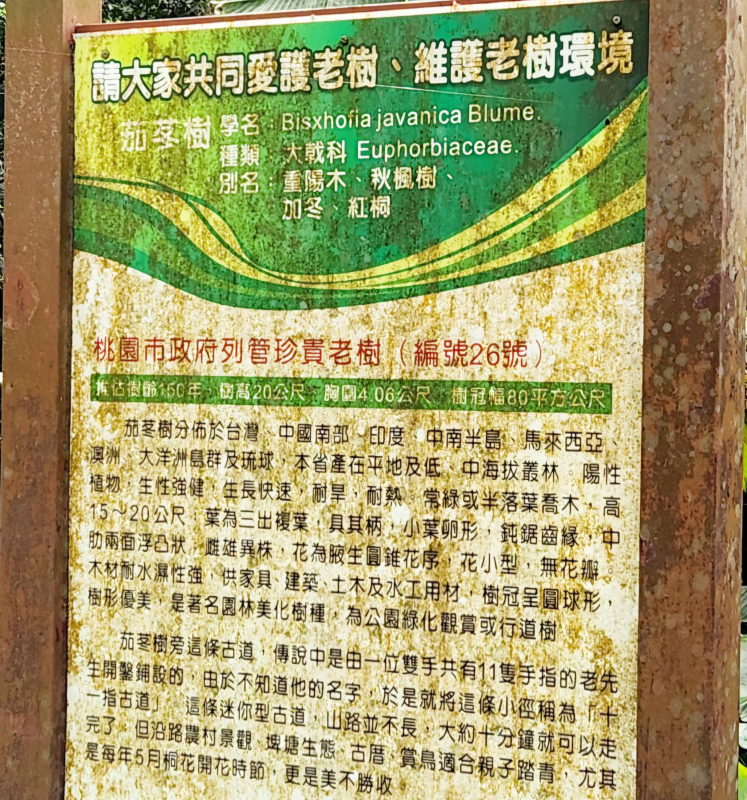 請大家共同愛護老樹、維護老樹環境
茄苳樹 學名：Bisxhofia javanica Blume.
種類：大戟科 Euphorbiaceae.
別名：重陽木、秋楓樹、
加冬、紅桐
桃園市政府列管珍貴老樹（編號26號）
推估樹齡150年，樹高20公尺，胸圍4.06公尺，樹冠幅80平方公尺
茄苳樹分佈於台灣、中國南部、印度、中南半島、馬來西亞、
澳洲、大洋洲島群及琉球，本省產在平地及低、中海拔叢林。陽性
植物，生性強健，生長快速，耐旱，耐熱。常綠或半落葉喬木，高
15～20公尺，葉為三出複葉，具其柄，小葉卵形，鈍鋸齒緣，中
肋兩面浮凸狀，雌雄異株，花為腋生圓錐花序，花小型，無花瓣。
木材耐水濕性強，供家具、建築、土木及水工用材，樹冠呈圓球形，
樹形優美，是著名園林美化樹種，為公園綠化觀賞或行道樹
茄苳樹旁這條古道，傳說中是由一位雙手共有11隻手指的老先
生開鑿鋪設的，由於不知道他的名字，於是就將這條小徑稱為「十
一指古道」。這條迷你型古道，山路並不長，大約十分鐘就可以走
完了，但沿路農村景觀、埤塘生態、古厝、賞鳥適合親子踏青，尤其
是每年5月桐花開花時節，更是美不勝收